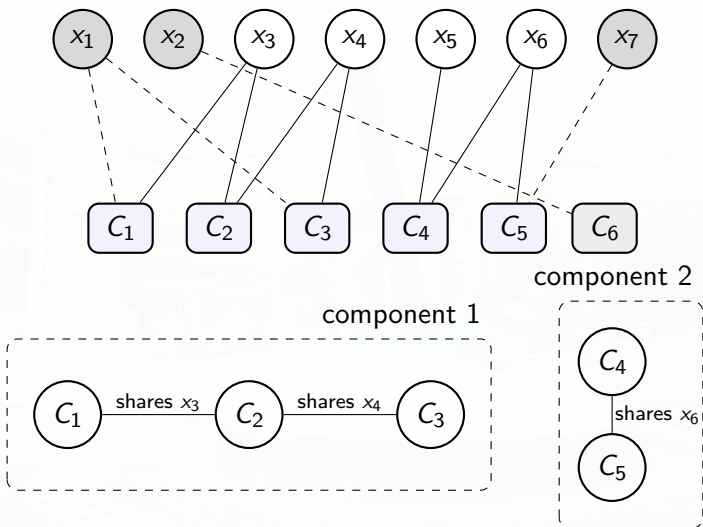 x₁ x₂ x₃ x₄ x₅ x₆ x₇
C₁ C₂ C₃ C₄ C₅ C₆
component 2
component 1
C₄
C₁ shares x₃ C₂ shares x₄ C₃
shares x₆
C₅